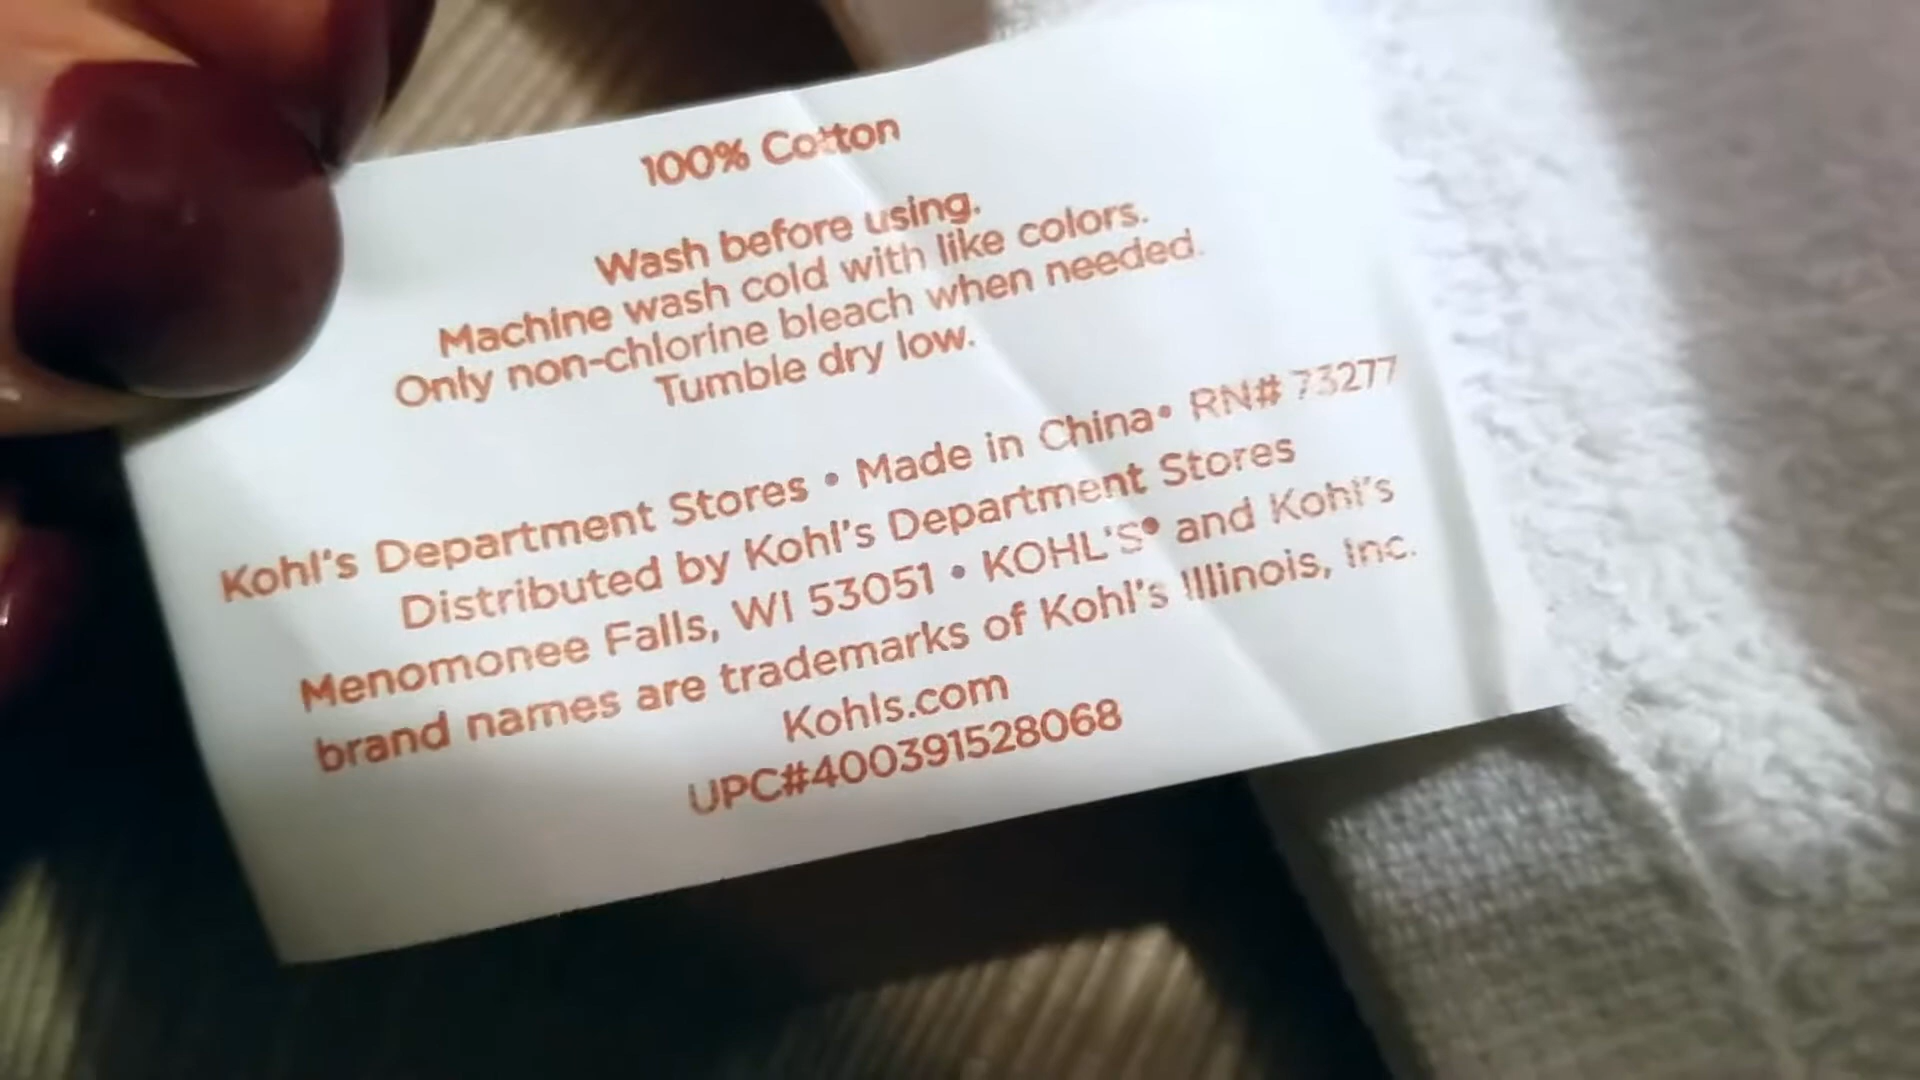 100% Cotton
Wash before using.
Machine wash cold with like colors.
Only non-chlorine bleach when needed.
Tumble dry low.
Kohl's Department Stores • Made in China • RN# 73277
Distributed by Kohl's Department Stores
Menomonee Falls, WI 53051 • KOHL'S® and Kohl's
brand names are trademarks of Kohl's Illinois, Inc.
Kohls.com
UPC#400391528068